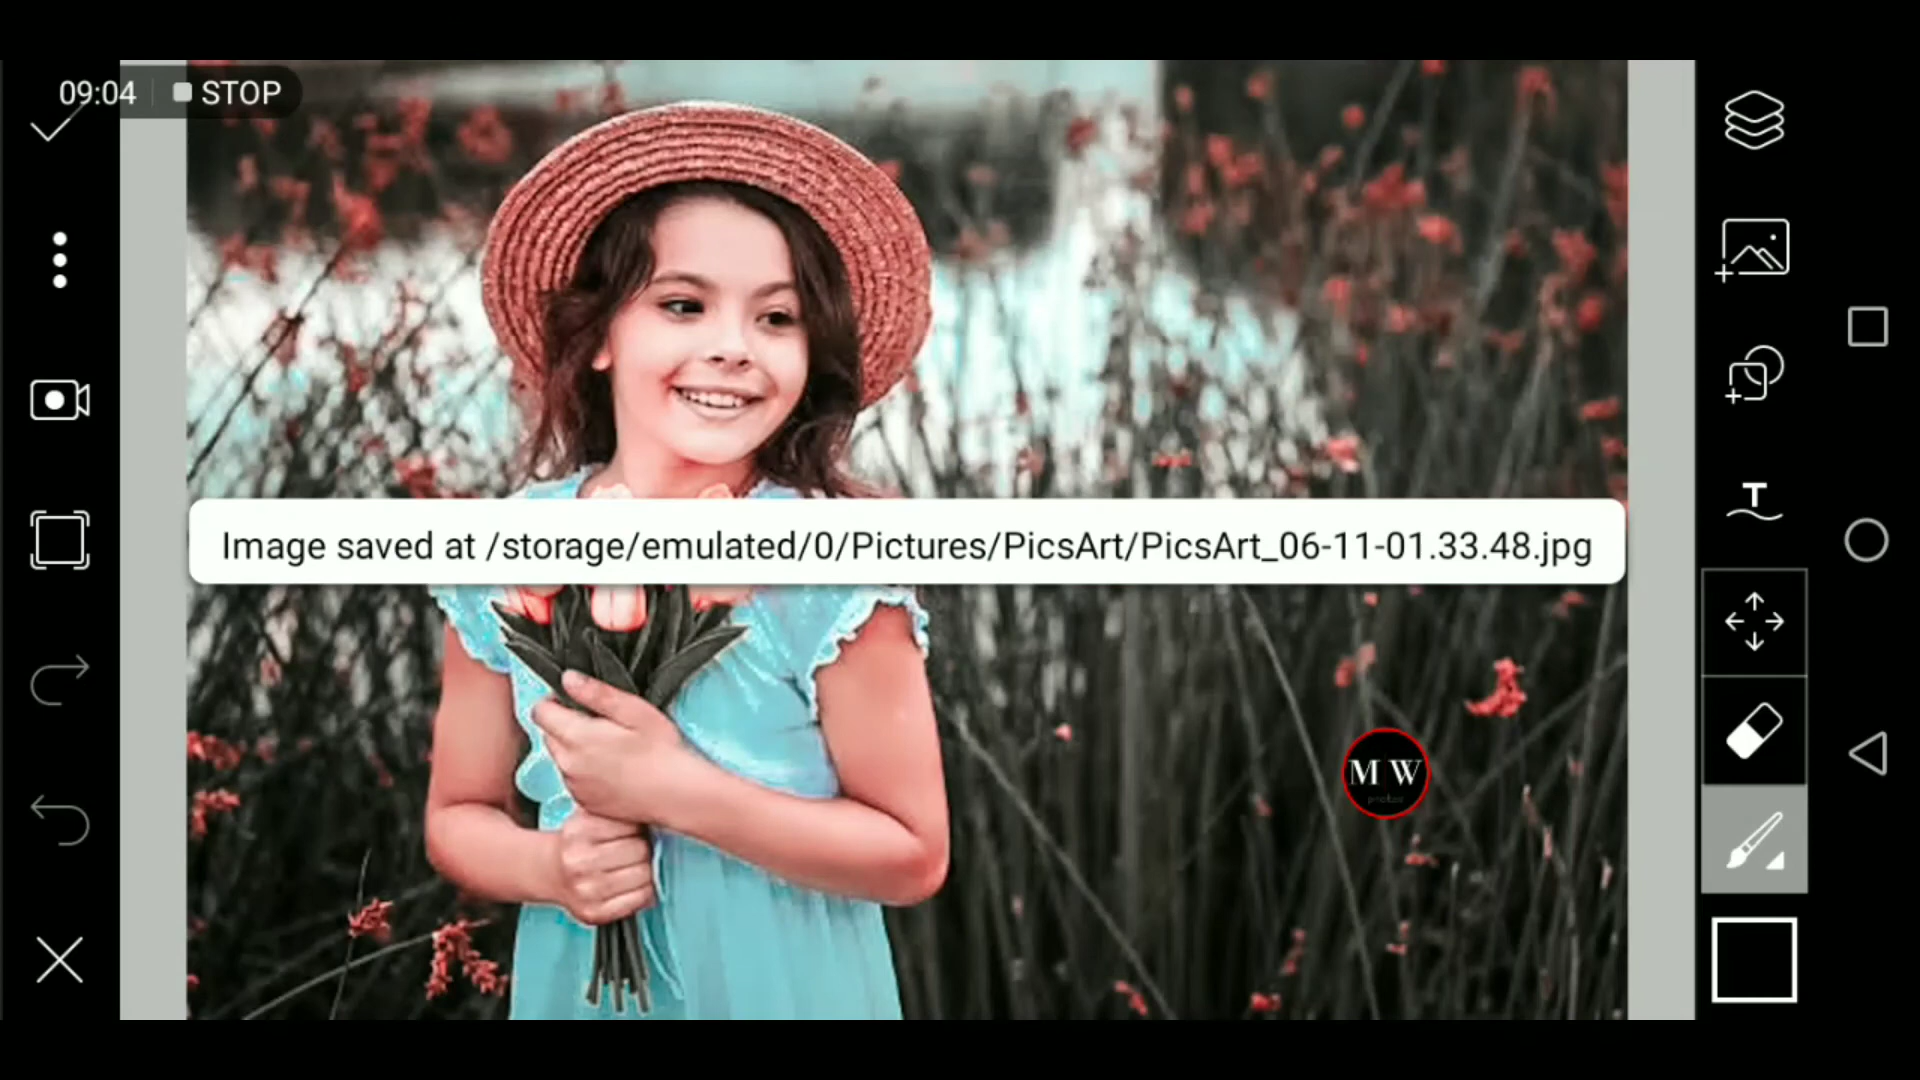 09:04
STOP
Image saved at /storage/emulated/0/Pictures/PicsArt/PicsArt_06-11-01.33.48.jpg
T
M W